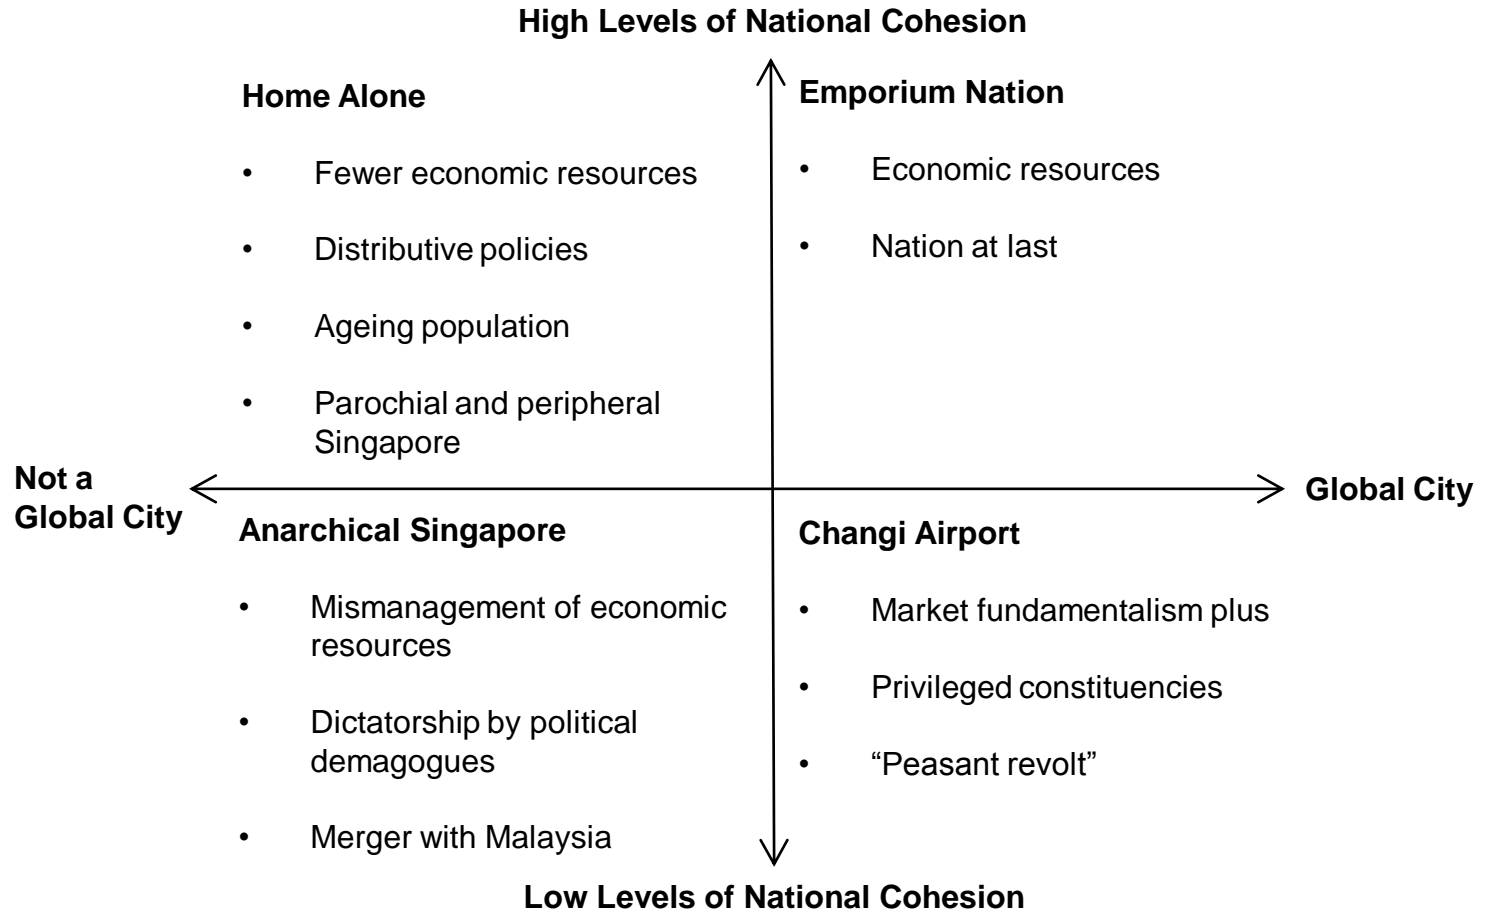 High Levels of National Cohesion
Home Alone
• Fewer economic resources
• Distributive policies
• Ageing population
• Parochial and peripheral
Singapore
Emporium Nation
• Economic resources
• Nation at last
Not a
Global City
Global City
Anarchical Singapore
• Mismanagement of economic
resources
• Dictatorship by political
demagogues
• Merger with Malaysia
Changi Airport
• Market fundamentalism plus
• Privileged constituencies
• “Peasant revolt”
Low Levels of National Cohesion